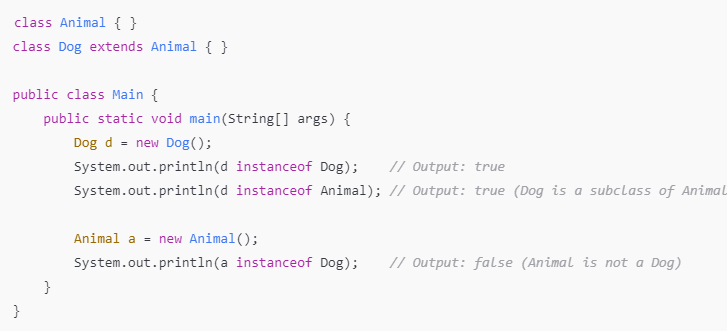 class Animal { }
class Dog extends Animal { }

public class Main {
    public static void main(String[] args) {
        Dog d = new Dog();
        System.out.println(d instanceof Dog);    // Output: true
        System.out.println(d instanceof Animal); // Output: true (Dog is a subclass of Animal

        Animal a = new Animal();
        System.out.println(a instanceof Dog);    // Output: false (Animal is not a Dog)
    }
}